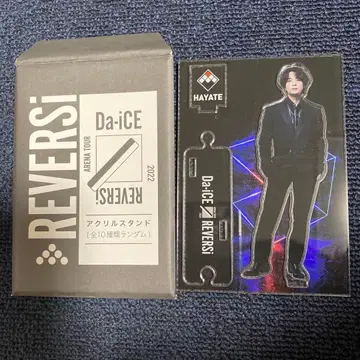 REVERSi
Da-iCE
ARENA TOUR
2022
REVERSi
アクリルスタンド
[全10種類ランダム]
HAYATE
Da-iCE REVERSi